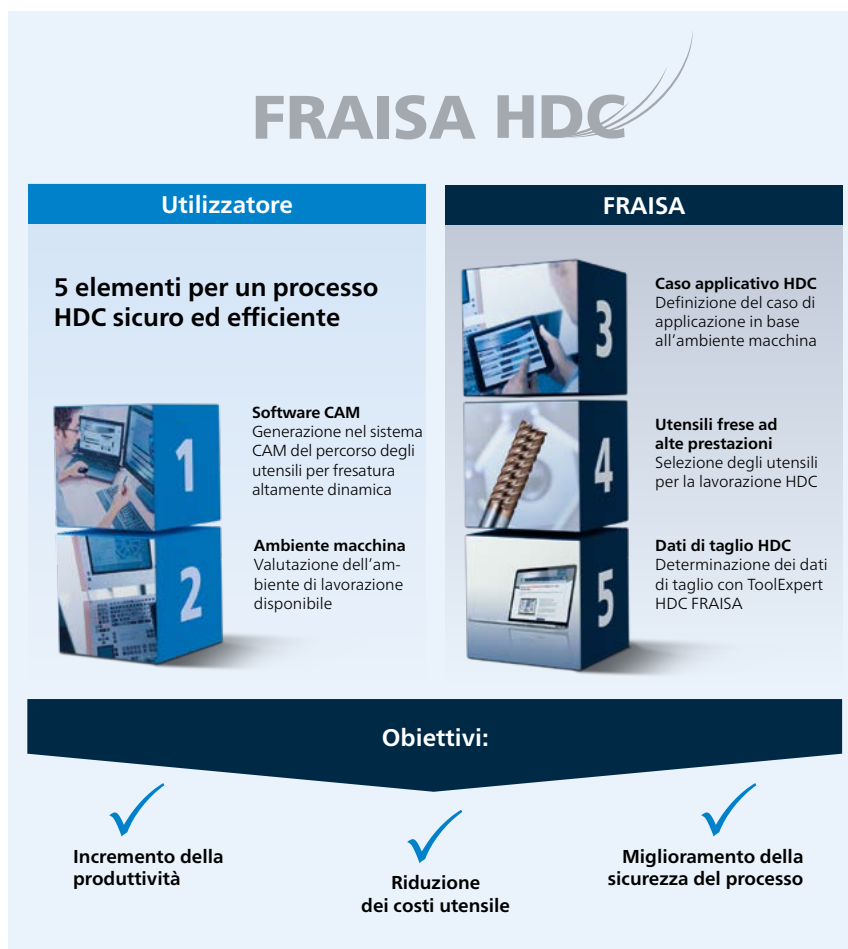 FRAISA HDC
Utilizzatore
5 elementi per un processo
HDC sicuro ed efficiente
1
Software CAM
Generazione nel sistema
CAM del percorso degli
utensili per fresatura
altamente dinamica
2
Ambiente macchina
Valutazione dell’am-
biente di lavorazione
disponibile
FRAISA
3
Caso applicativo HDC
Definizione del caso di
applicazione in base
all’ambiente macchina
4
Utensili frese ad
alte prestazioni
Selezione degli utensili
per la lavorazione HDC
5
Dati di taglio HDC
Determinazione dei dati
di taglio con ToolExpert
HDC FRAISA
Obiettivi:
Incremento della
produttività
Riduzione
dei costi utensile
Miglioramento della
sicurezza del processo